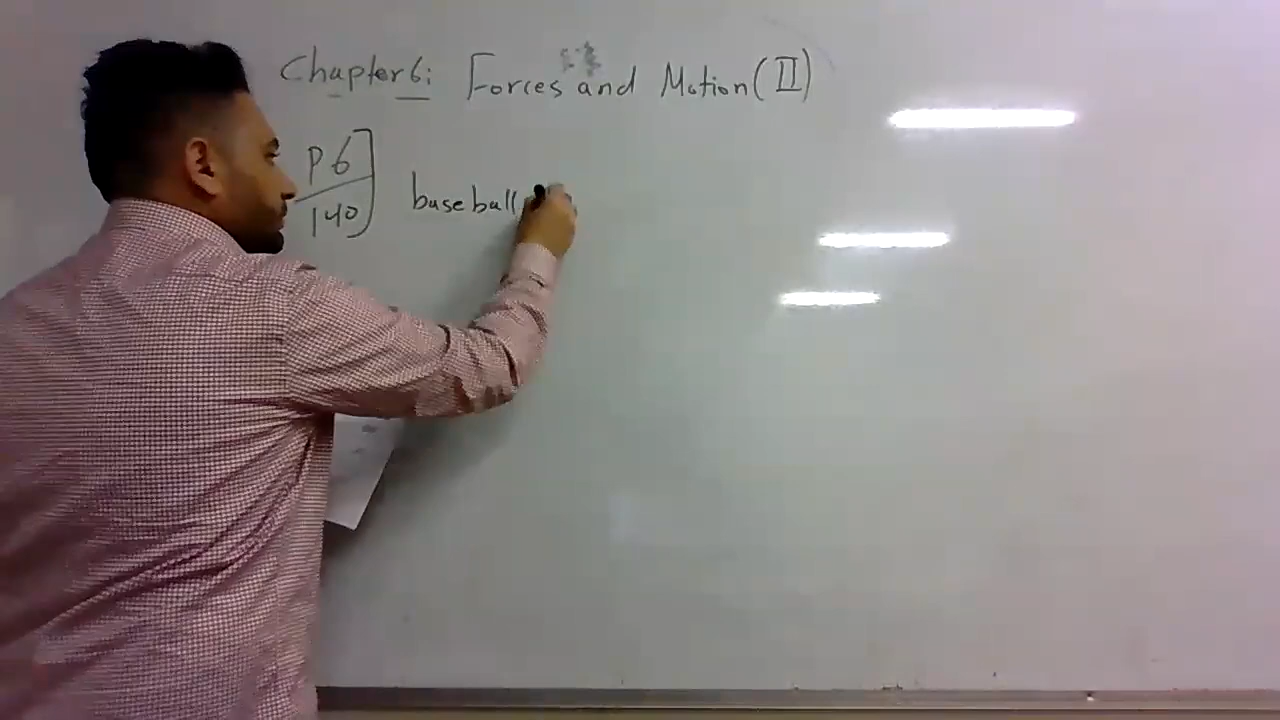 Chapter 6: Forces and Motion (II)
P6
140
baseball